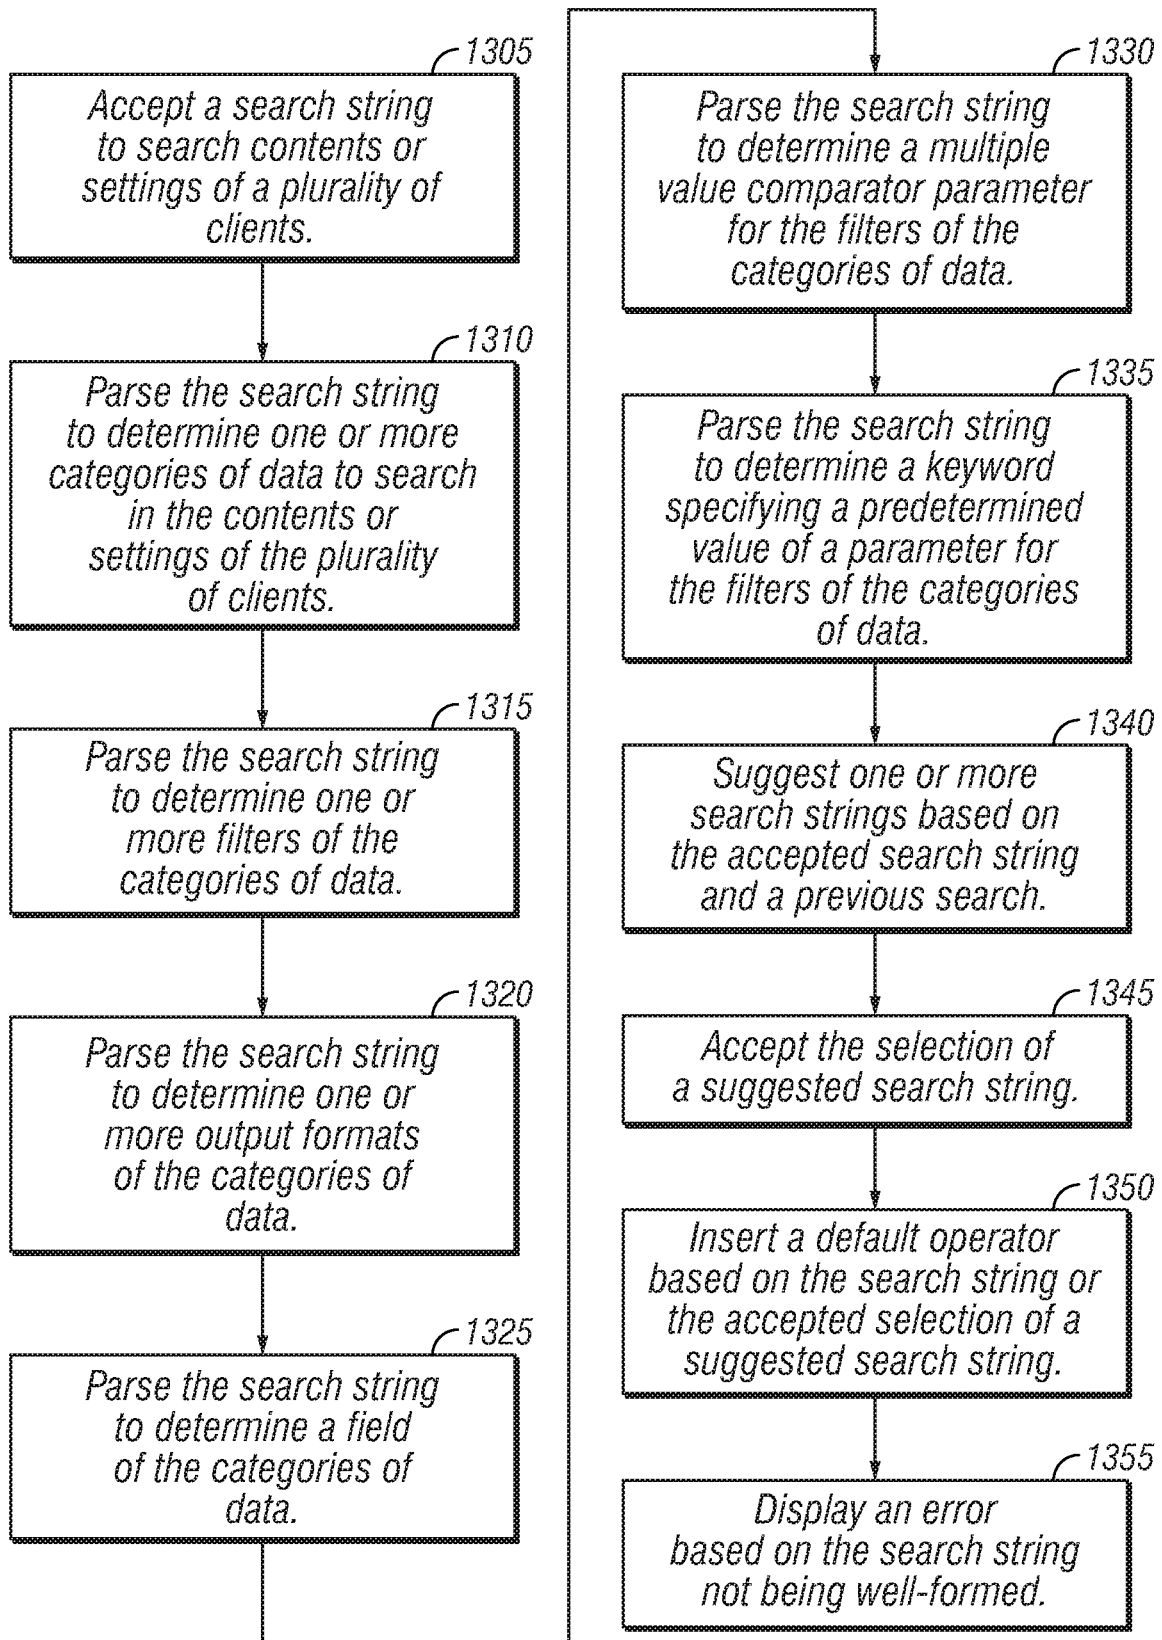 1305
Accept a search string
to search contents or
settings of a plurality of
clients.
1310
Parse the search string
to determine one or more
categories of data to search
in the contents or
settings of the plurality
of clients.
1315
Parse the search string
to determine one or
more filters of the
categories of data.
1320
Parse the search string
to determine one or
more output formats
of the categories of
data.
1325
Parse the search string
to determine a field
of the categories of
data.
1330
Parse the search string
to determine a multiple
value comparator parameter
for the filters of the
categories of data.
1335
Parse the search string
to determine a keyword
specifying a predetermined
value of a parameter for
the filters of the categories
of data.
1340
Suggest one or more
search strings based on
the accepted search string
and a previous search.
1345
Accept the selection of
a suggested search string.
1350
Insert a default operator
based on the search string or
the accepted selection of a
suggested search string.
1355
Display an error
based on the search string
not being well-formed.